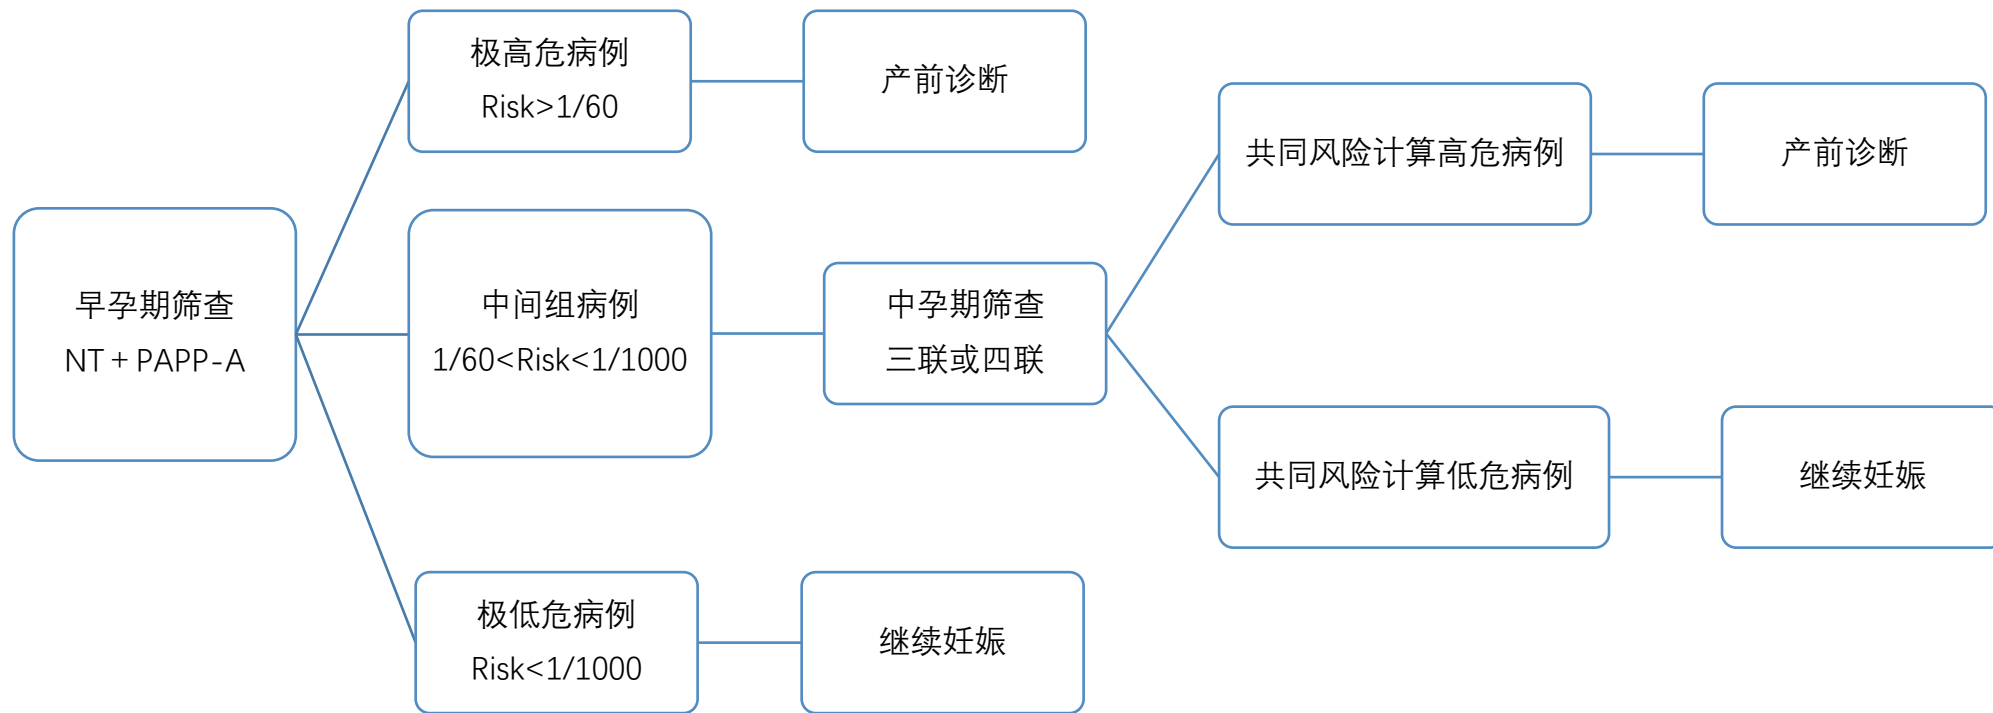 早孕期筛查
NT + PAPP-A
极高危病例
Risk>1/60
产前诊断
中间组病例
1/60<Risk<1/1000
中孕期筛查
三联或四联
共同风险计算高危病例
产前诊断
共同风险计算低危病例
继续妊娠
极低危病例
Risk<1/1000
继续妊娠